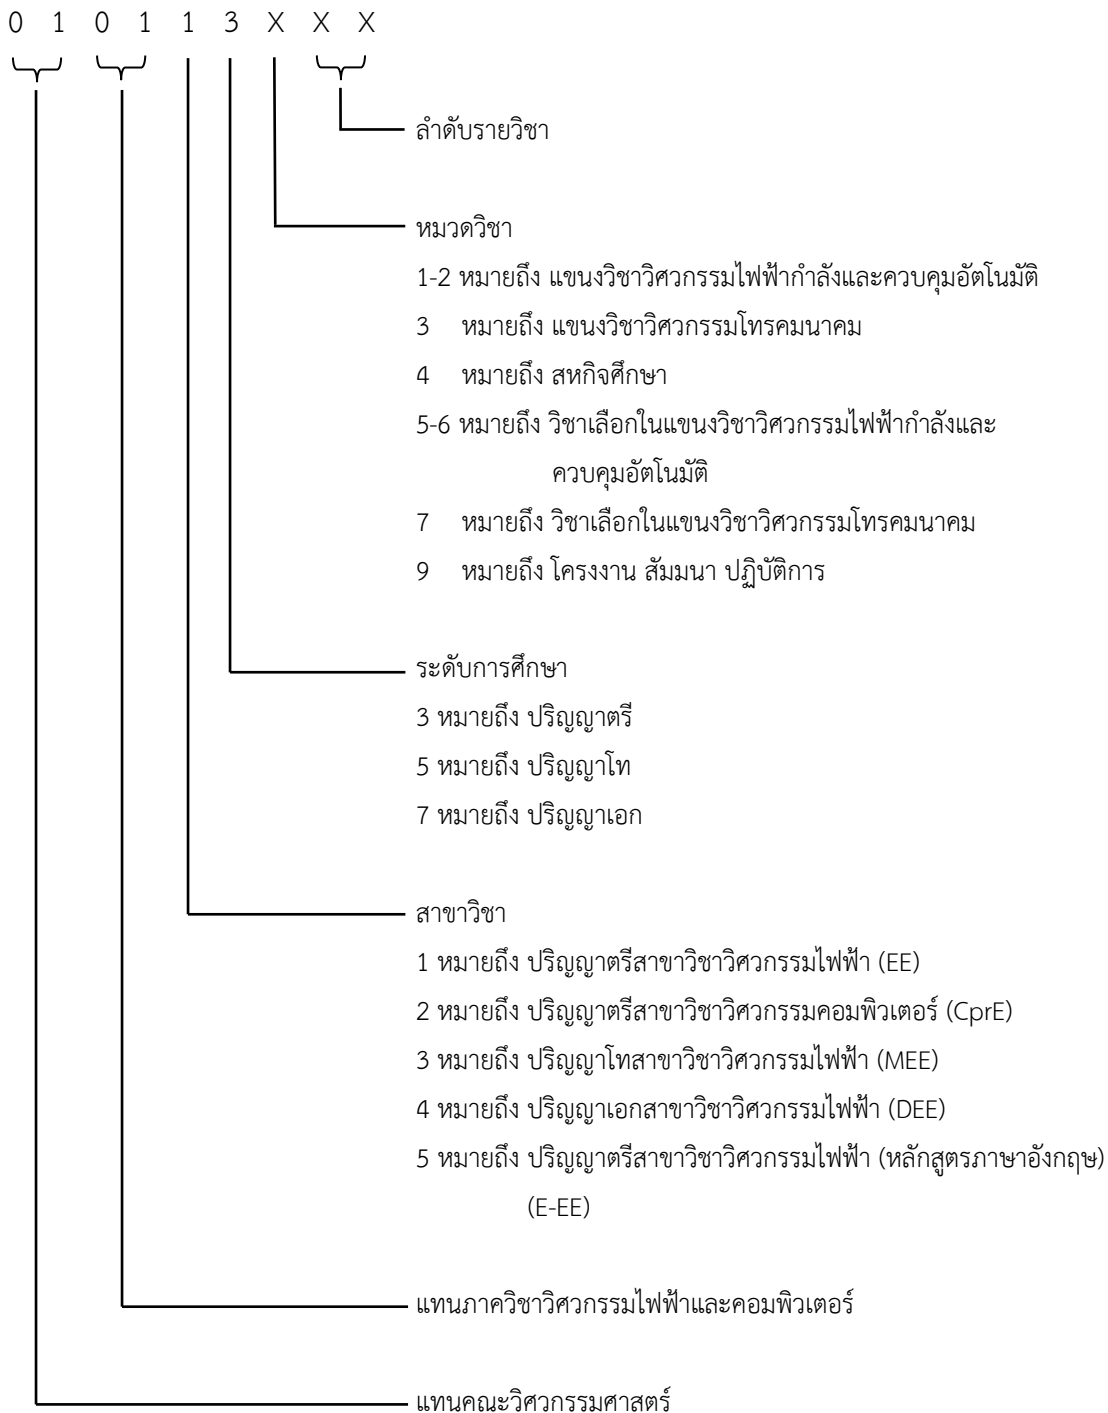 0 1 0 1 1 3 X X X
ลำดับรายวิชา
หมวดวิชา
1-2 หมายถึง แขนงวิชาวิศวกรรมไฟฟ้ากำลังและควบคุมอัตโนมัติ
3 หมายถึง แขนงวิชาวิศวกรรมโทรคมนาคม
4 หมายถึง สหกิจศึกษา
5-6 หมายถึง วิชาเลือกในแขนงวิชาวิศวกรรมไฟฟ้ากำลังและ
ควบคุมอัตโนมัติ
7 หมายถึง วิชาเลือกในแขนงวิชาวิศวกรรมโทรคมนาคม
9 หมายถึง โครงงาน สัมมนา ปฏิบัติการ
ระดับการศึกษา
3 หมายถึง ปริญญาตรี
5 หมายถึง ปริญญาโท
7 หมายถึง ปริญญาเอก
สาขาวิชา
1 หมายถึง ปริญญาตรีสาขาวิชาวิศวกรรมไฟฟ้า (EE)
2 หมายถึง ปริญญาตรีสาขาวิชาวิศวกรรมคอมพิวเตอร์ (CprE)
3 หมายถึง ปริญญาโทสาขาวิชาวิศวกรรมไฟฟ้า (MEE)
4 หมายถึง ปริญญาเอกสาขาวิชาวิศวกรรมไฟฟ้า (DEE)
5 หมายถึง ปริญญาตรีสาขาวิชาวิศวกรรมไฟฟ้า (หลักสูตรภาษาอังกฤษ)
(E-EE)
แทนภาควิชาวิศวกรรมไฟฟ้าและคอมพิวเตอร์
แทนคณะวิศวกรรมศาสตร์